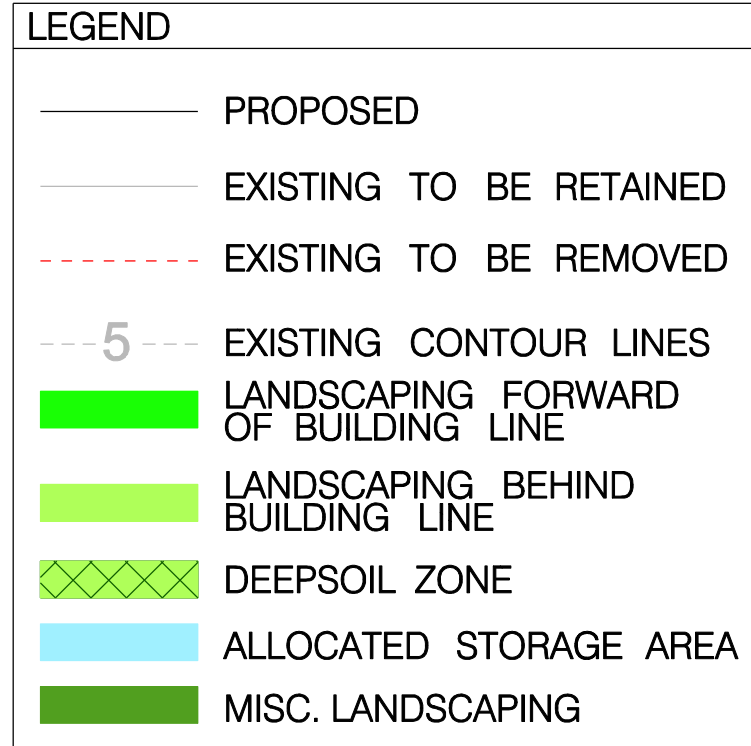 LEGEND
PROPOSED
EXISTING TO BE RETAINED
EXISTING TO BE REMOVED
5 EXISTING CONTOUR LINES
LANDSCAPING FORWARD
OF BUILDING LINE
LANDSCAPING BEHIND
BUILDING LINE
DEEPSOIL ZONE
ALLOCATED STORAGE AREA
MISC. LANDSCAPING